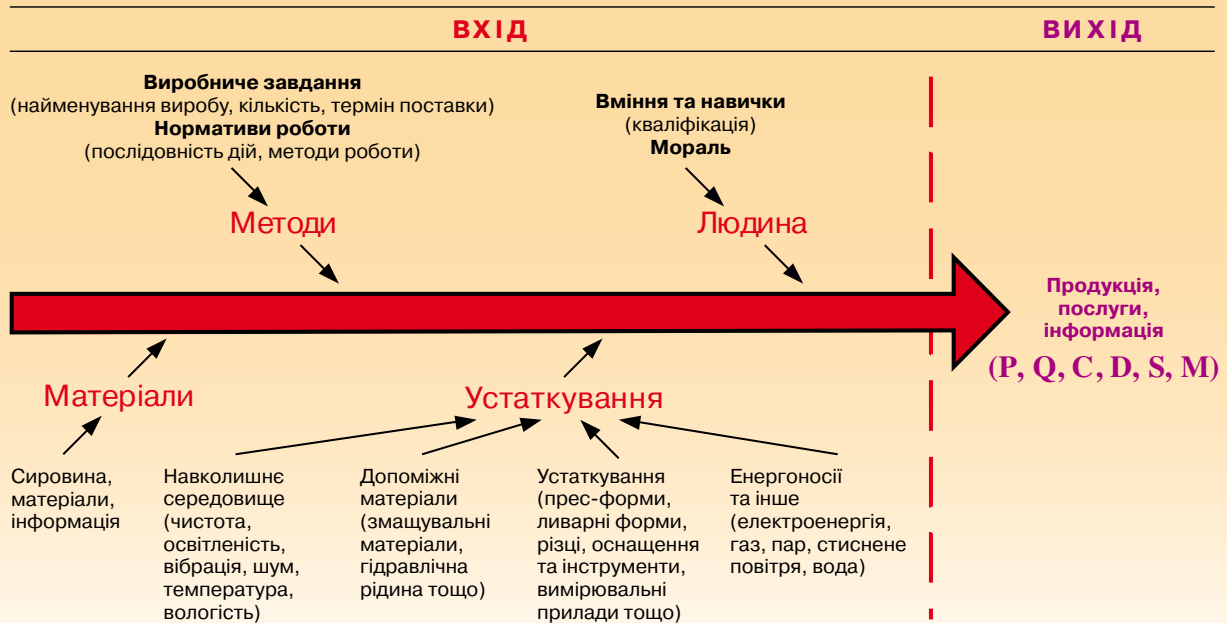 ВХІД
ВИХІД
Виробниче завдання
(найменування виробу, кількість, термін поставки)
Нормативи роботи
(послідовність дій, методи роботи)
Вміння та навички
(кваліфікація)
Мораль
Методи
Людина
Продукція,
послуги,
інформація
(P, Q, C, D, S, M)
Матеріали
Устаткування
Сировина,
матеріали,
інформація
Навколишнє
середовище
(чистота,
освітленість,
вібрація, шум,
температура,
вологість)
Допоміжні
матеріали
(змащувальні
матеріали,
гідравлічна
рідина тощо)
Устаткування
(прес-форми,
ливарні форми,
різці, оснащення
та інструменти,
вимірювальні
прилади тощо)
Енергоносії
та інше
(електроенергія,
газ, пар, стиснене
повітря, вода)